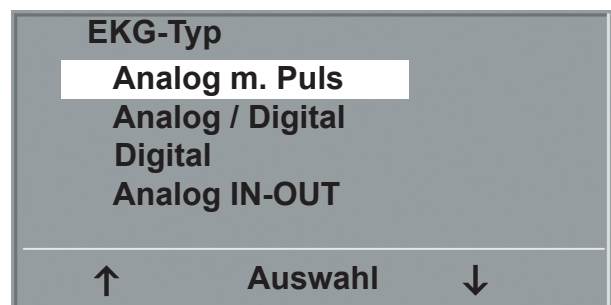 EKG-Typ
Analog m. Puls
Analog / Digital
Digital
Analog IN-OUT
↑ Auswahl ↓